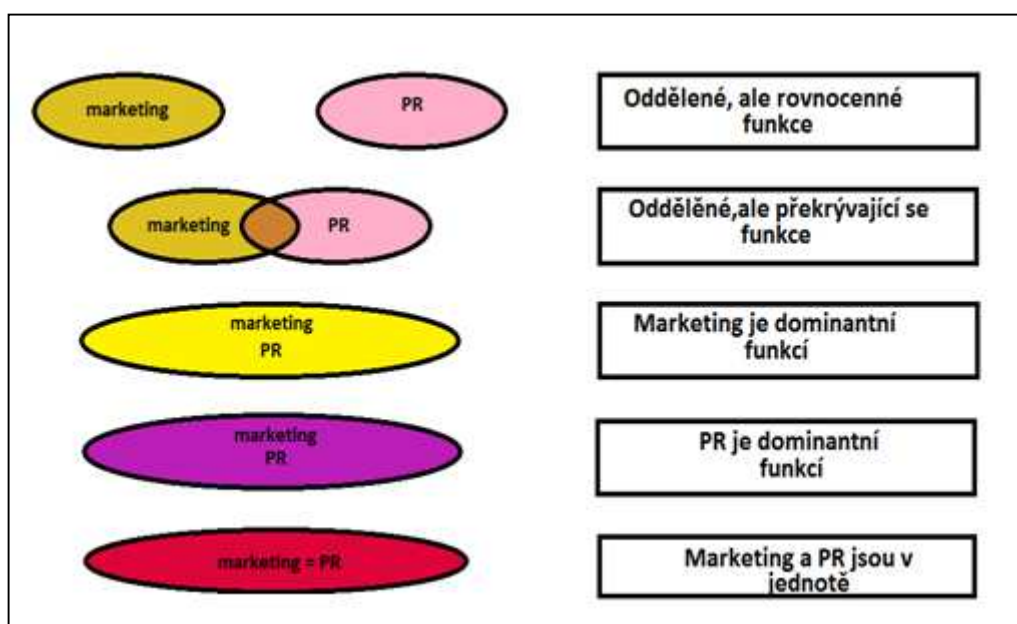 marketing
PR
Oddělené, ale rovnocenné
funkce
marketing
PR
Oddělěné,ale překrývající se
funkce
marketing
PR
Marketing je dominantní
funkcí
marketing
PR
PR je dominantní
funkcí
marketing = PR
Marketing a PR jsou v
jednotě